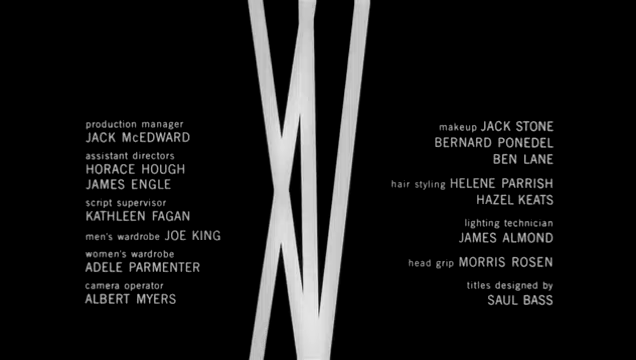 production manager
JACK McEDWARD
assistant directors
HORACE HOUGH
JAMES ENGLE
script supervisor
KATHLEEN FAGAN
men's wardrobe JOE KING
women's wardrobe
ADELE PARMENTER
camera operator
ALBERT MYERS
makeup JACK STONE
BERNARD PONEDEL
BEN LANE
hair styling HELENE PARRISH
HAZEL KEATS
lighting technician
JAMES ALMOND
head grip MORRIS ROSEN
titles designed by
SAUL BASS